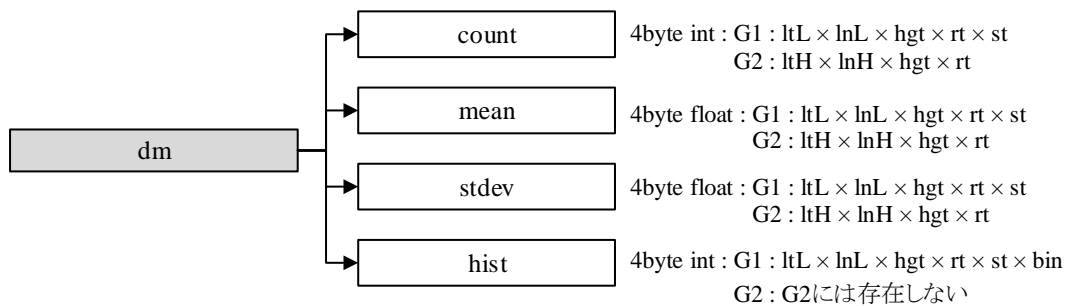 count
4byte int : G1 : ltL × lnL × hgt × rt × st
G2 : ltH × lnH × hgt × rt
mean
4byte float : G1 : ltL × lnL × hgt × rt × st
G2 : ltH × lnH × hgt × rt
dm
stdev
4byte float : G1 : ltL × lnL × hgt × rt × st
G2 : ltH × lnH × hgt × rt
hist
4byte int : G1 : ltL × lnL × hgt × rt × st × bin
G2 : G2には存在しない